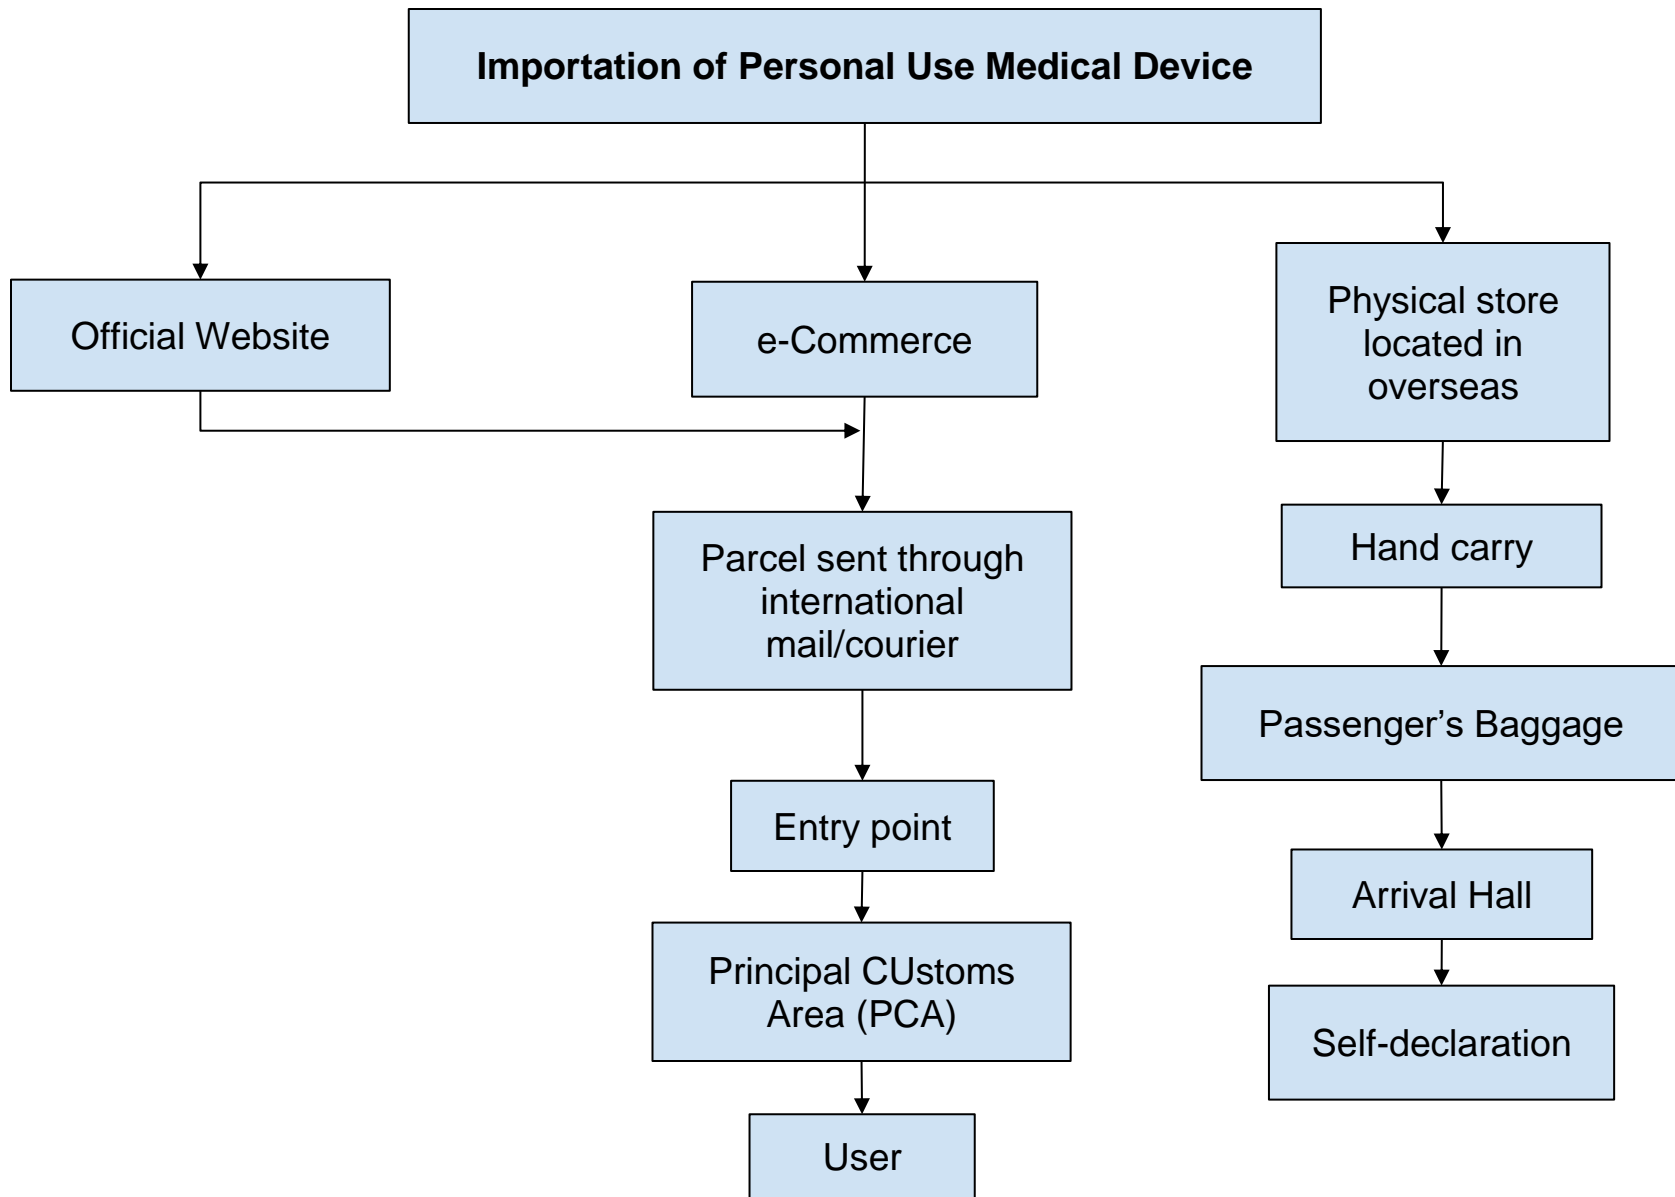 Importation of Personal Use Medical Device
Official Website
e-Commerce
Physical store
located in
overseas
Parcel sent through
international
mail/courier
Hand carry
Passenger’s Baggage
Entry point
Arrival Hall
Principal CUstoms
Area (PCA)
Self-declaration
User